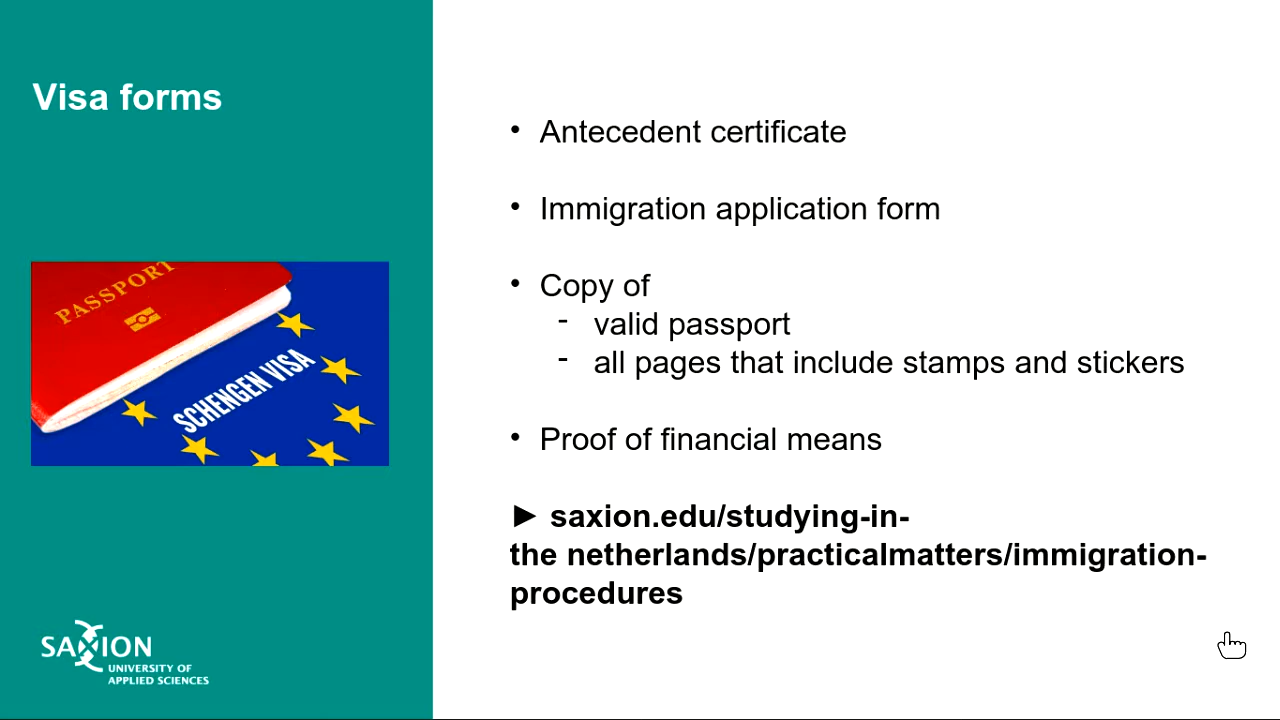 Visa forms
• Antecedent certificate
• Immigration application form
• Copy of
- valid passport
- all pages that include stamps and stickers
• Proof of financial means
► saxion.edu/studying-in-
the netherlands/practicalmatters/immigration-
procedures
PASSPORT
SCHENGEN VISA
SAXION
UNIVERSITY OF
APPLIED SCIENCES